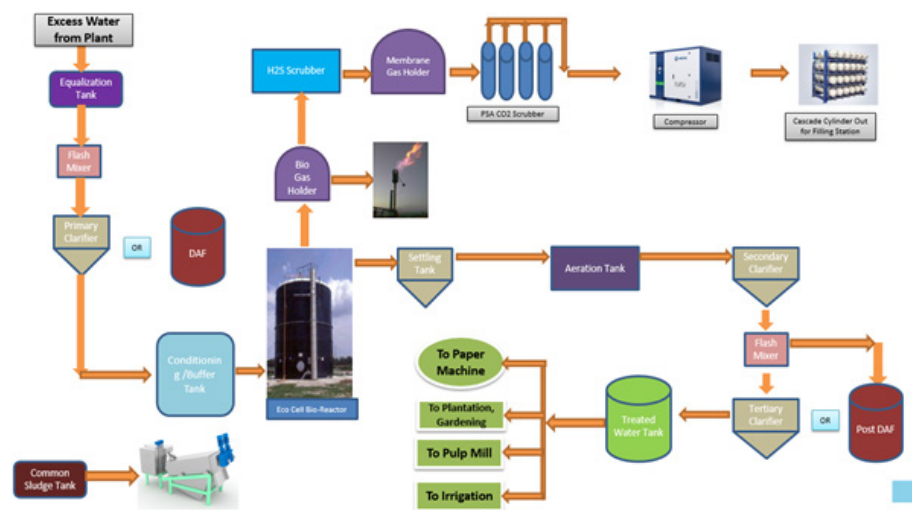 Excess Water
from Plant
Equalization
Tank
Flash
Mixer
Primary
Clarifier
OR
DAF
Conditionin
g /Buffer
Tank
Eco Cell Bio-Reactor
Bio
Gas
Holder
H2S Scrubber
Membrane
Gas Holder
PSA CO2 Scrubber
Compressor
Cascade Cylinder Out
for Filling Station
Settling
Tank
Aeration Tank
Secondary
Clarifier
Flash
Mixer
Tertiary
Clarifier
OR
Post DAF
Treated
Water Tank
To Paper
Machine
To Plantation,
Gardening
To Pulp Mill
To Irrigation
Common
Sludge Tank